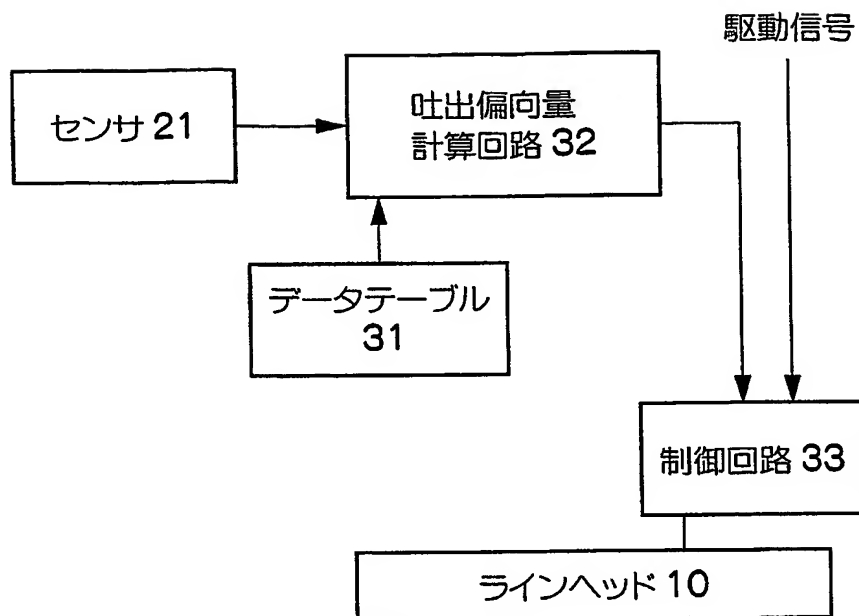 駆動信号
センサ 21
吐出偏向量
計算回路 32
データテーブル
31
制御回路 33
ラインヘッド 10